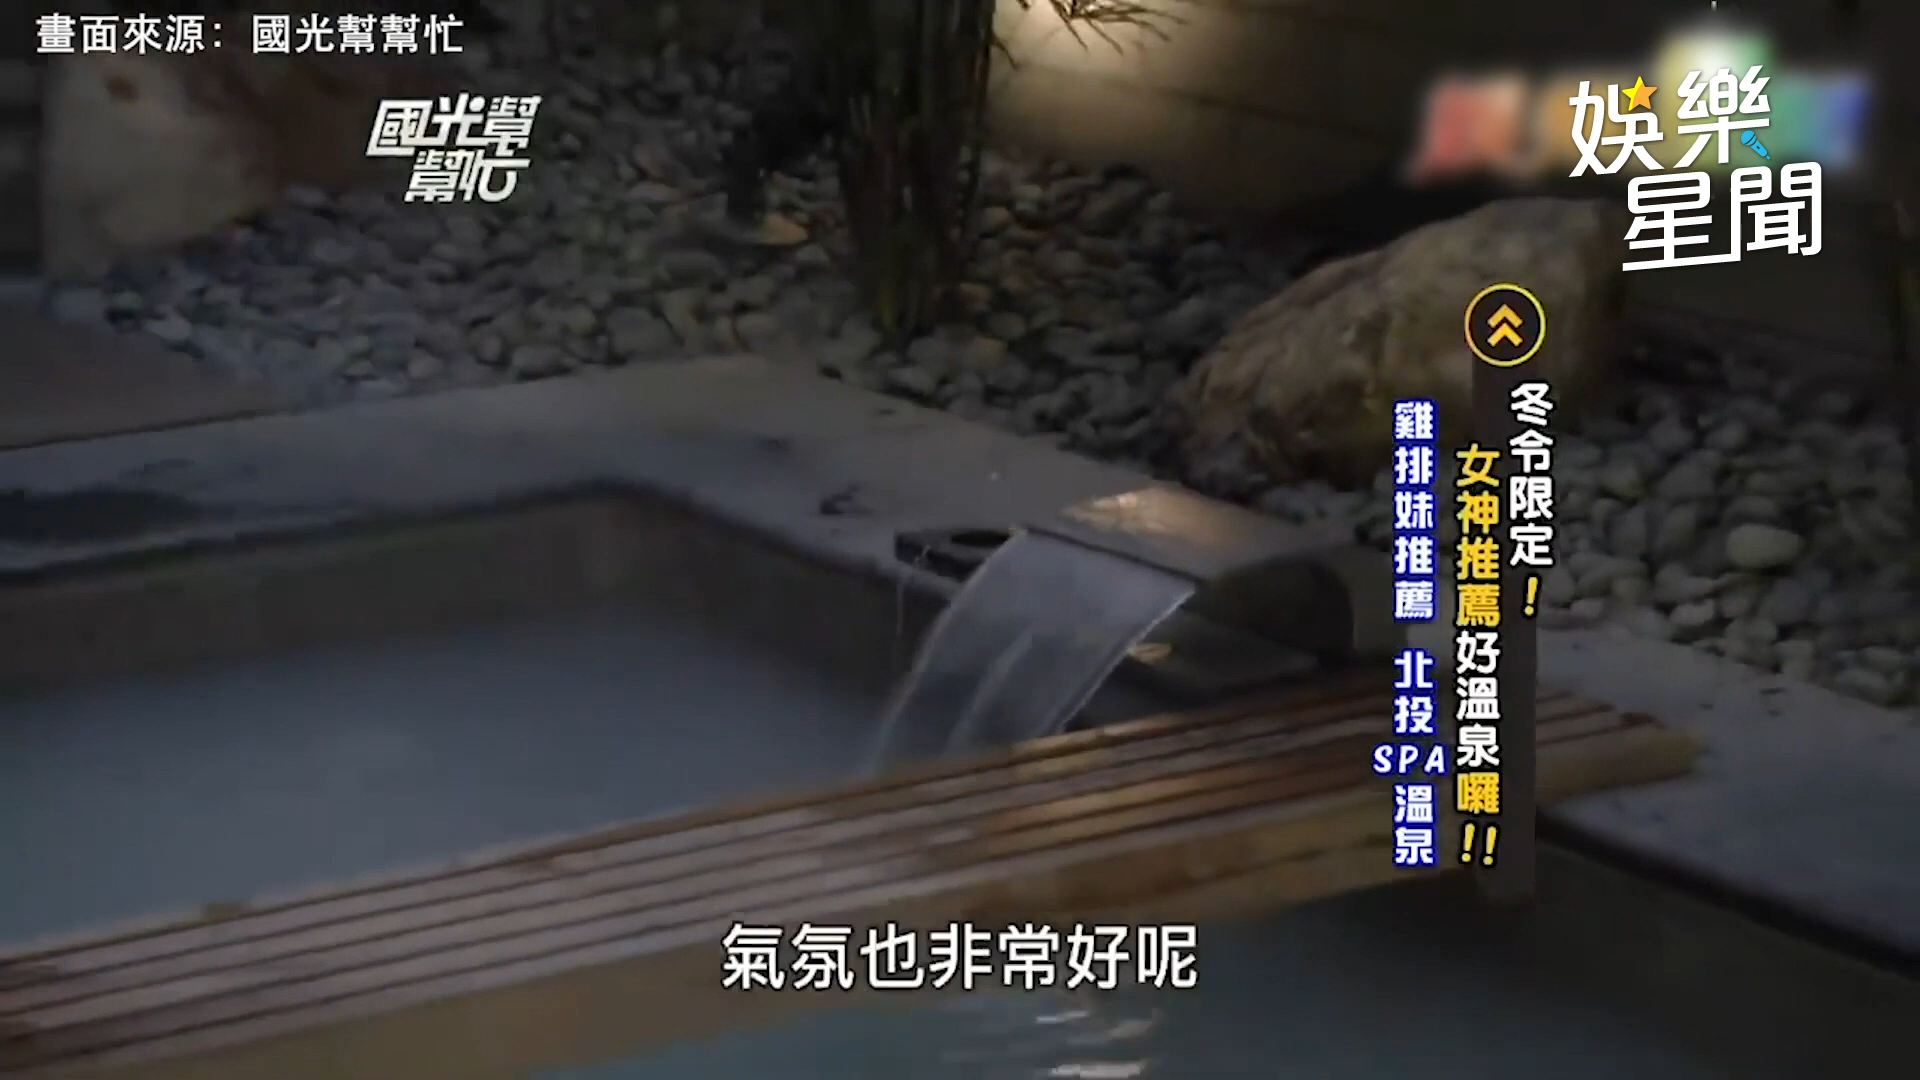 畫面來源：國光幫幫忙
國光幫
幫忙
娛樂
星聞
冬令限定！
女神推薦好溫泉囉！！
雞排妹推薦 北投SPA溫泉
氣氛也非常好呢